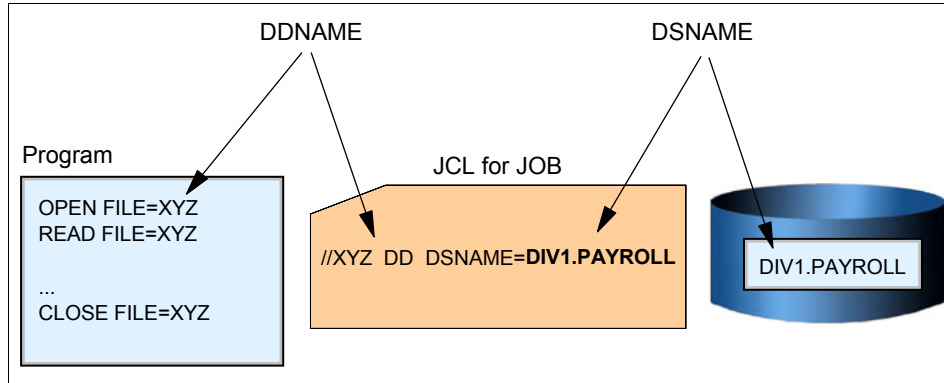 DDNAME
DSNAME
Program
OPEN FILE=XYZ
READ FILE=XYZ
...
CLOSE FILE=XYZ
JCL for JOB
//XYZ DD DSNAME=DIV1.PAYROLL
DIV1.PAYROLL